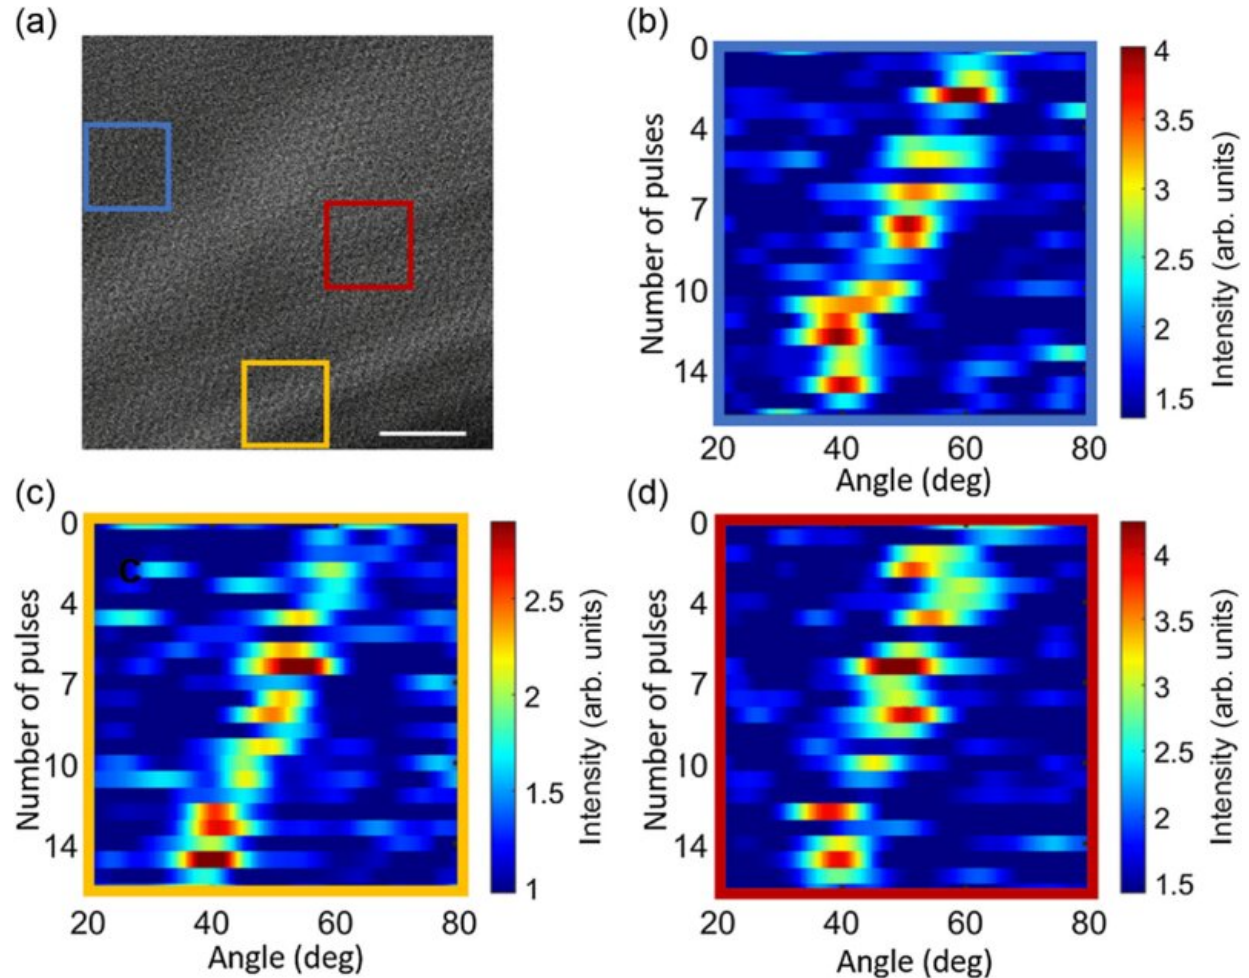 (a)
(b)
0
4
7
10
14
20 40 60 80
Number of pulses
Angle (deg)
4
3.5
3
2.5
2
1.5
Intensity (arb. units)
(c)
0
4
7
10
14
20 40 60 80
Number of pulses
Angle (deg)
C
2.5
2
1.5
1
Intensity (arb. units)
(d)
0
4
7
10
14
20 40 60 80
Number of pulses
Angle (deg)
4
3.5
3
2.5
2
1.5
Intensity (arb. units)